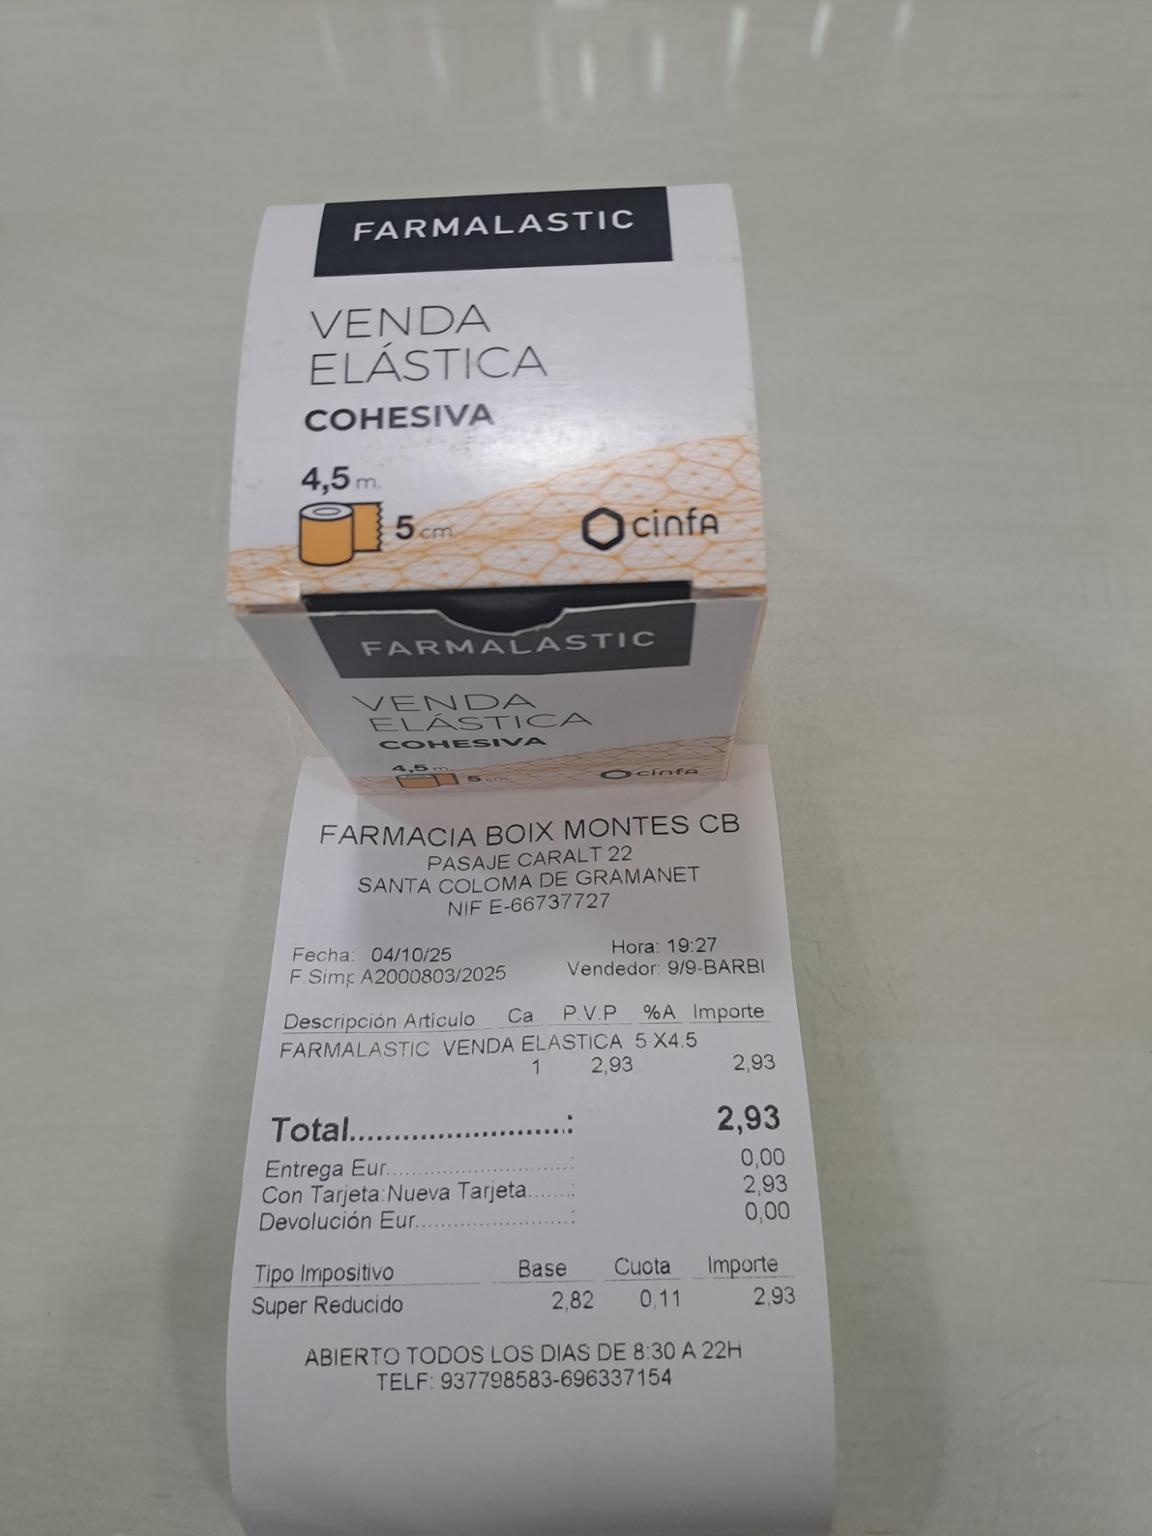 FARMALASTIC
VENDA
ELÁSTICA
COHESIVA
4,5 m.
5 cm.
cinfa
FARMALASTIC
VENDA
ELÁSTICA
COHESIVA
4,5 m.
5 cm.
cinfa
FARMACIA BOIX MONTES CB
PASAJE CARALT 22
SANTA COLOMA DE GRAMANET
NIF E-66737727
Fecha: 04/10/25 Hora: 19:27
F.Simp A2000803/2025 Vendedor: 9/9-BARBI
Descripción Artículo Ca P.V.P %A Importe
FARMALASTIC VENDA ELASTICA 5 X4.5
1 2,93 2,93
Total.........................: 2,93
Entrega Eur............................: 0,00
Con Tarjeta:Nueva Tarjeta.......: 2,93
Devolución Eur........................: 0,00
Tipo Impositivo Base Cuota Importe
Super Reducido 2,82 0,11 2,93
ABIERTO TODOS LOS DIAS DE 8:30 A 22H
TELF: 937798583-696337154